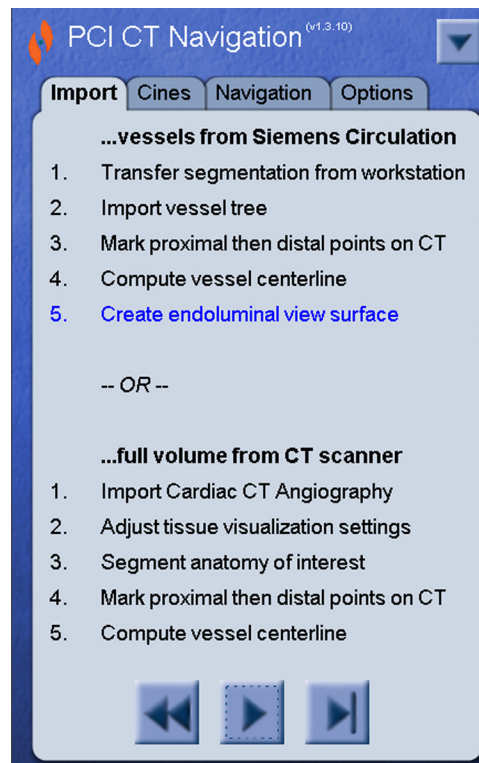 PCI CT Navigation (v1.3.10)
Import Cines Navigation Options
...vessels from Siemens Circulation
1. Transfer segmentation from workstation
2. Import vessel tree
3. Mark proximal then distal points on CT
4. Compute vessel centerline
5. Create endoluminal view surface
-- OR --
...full volume from CT scanner
1. Import Cardiac CT Angiography
2. Adjust tissue visualization settings
3. Segment anatomy of interest
4. Mark proximal then distal points on CT
5. Compute vessel centerline